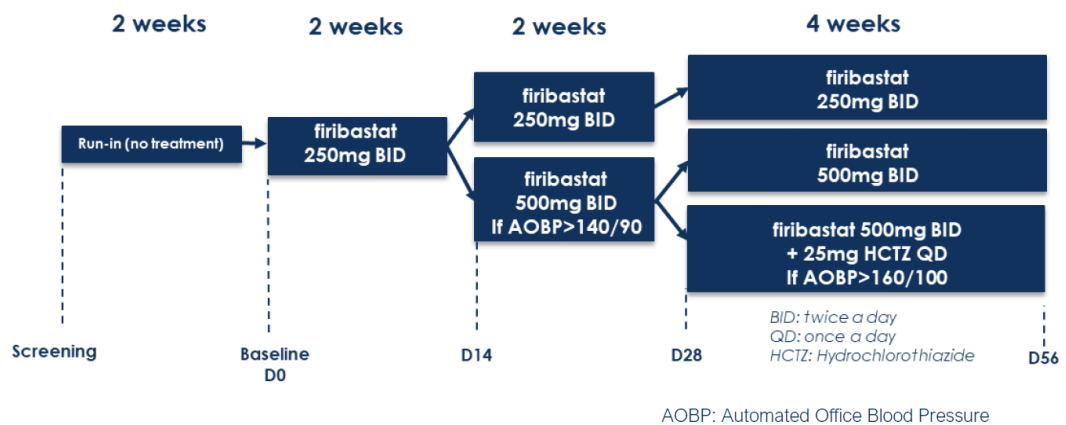 2 weeks
2 weeks
2 weeks
4 weeks
Run-in (no treatment)
firibastat
250mg BID
firibastat
250mg BID
firibastat
500mg BID
If AOBP>140/90
firibastat
250mg BID
firibastat
500mg BID
firibastat 500mg BID
+ 25mg HCTZ QD
If AOBP>160/100
Screening
Baseline
D0
D14
D28
D56
BID: twice a day
QD: once a day
HCTZ: Hydrochlorothiazide
AOBP: Automated Office Blood Pressure